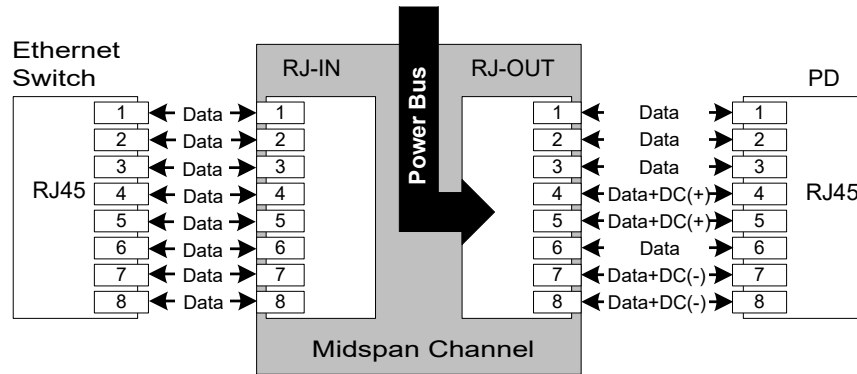 Ethernet
Switch
RJ-IN
Power Bus
RJ-OUT
PD
1 Data 1 1 Data 1
2 Data 2 2 Data 2
3 Data 3 3 Data 3
RJ45 4 Data 4 4 Data+DC(+) 4 RJ45
5 Data 5 5 Data+DC(+) 5
6 Data 6 6 Data 6
7 Data 7 7 Data+DC(-) 7
8 Data 8 8 Data+DC(-) 8
Midspan Channel